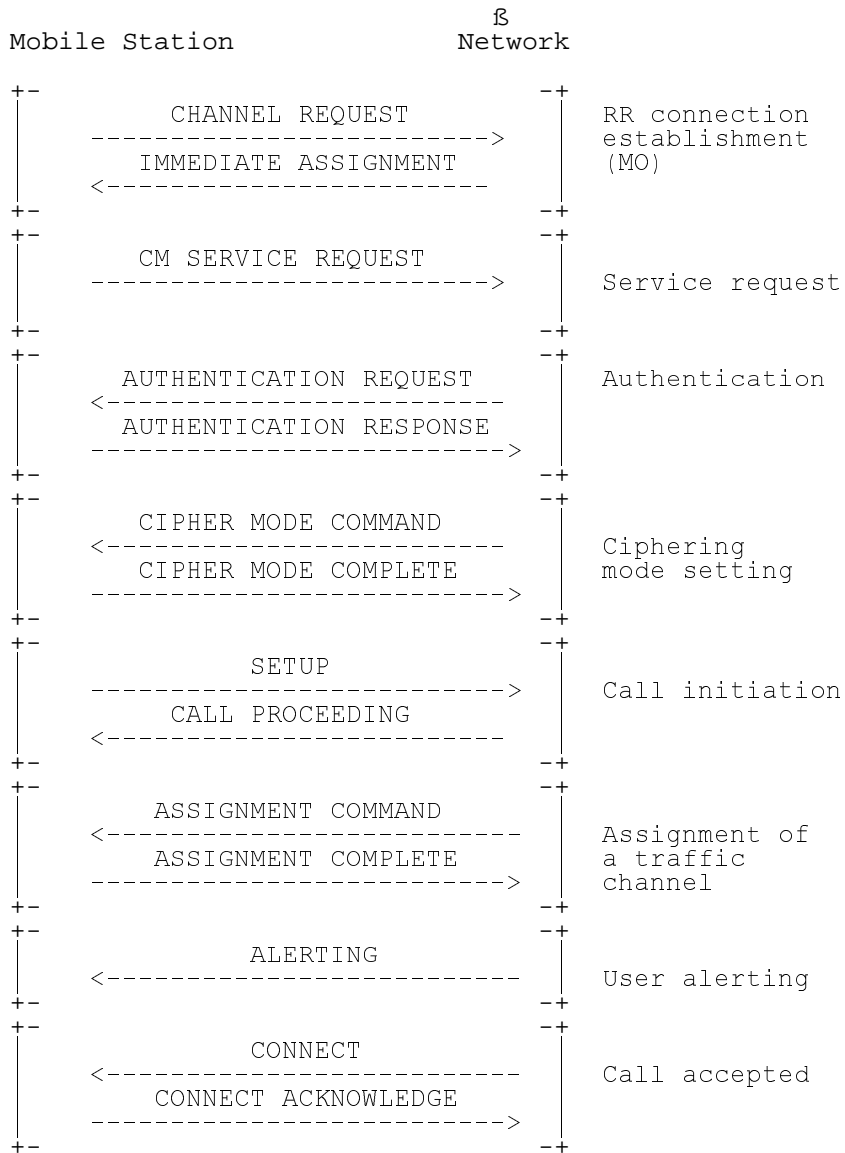 ß
Mobile Station Network
CHANNEL REQUEST RR connection
establishment
IMMEDIATE ASSIGNMENT (MO)
CM SERVICE REQUEST
Service request
AUTHENTICATION REQUEST Authentication
AUTHENTICATION RESPONSE
CIPHER MODE COMMAND
Ciphering
CIPHER MODE COMPLETE mode setting
SETUP
Call initiation
CALL PROCEEDING
ASSIGNMENT COMMAND
Assignment of
ASSIGNMENT COMPLETE a traffic
channel
ALERTING
User alerting
CONNECT
Call accepted
CONNECT ACKNOWLEDGE